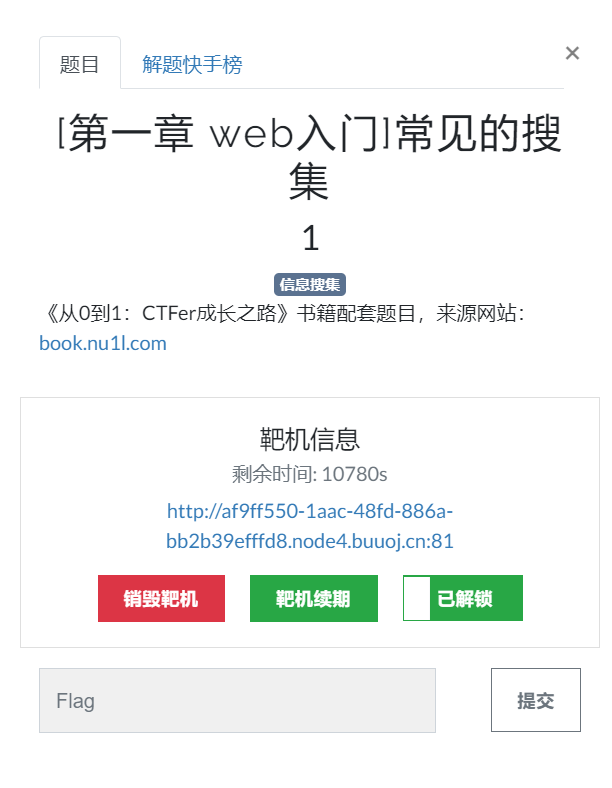 题目 解题快手榜 ×
[第一章 web入门]常见的搜
集
1
信息搜集
《从0到1：CTFer成长之路》书籍配套题目，来源网站：
book.nu1l.com
靶机信息
剩余时间: 10780s
http://af9ff550-1aac-48fd-886a-
bb2b39efffd8.node4.buuoj.cn:81
销毁靶机 靶机续期 已解锁
Flag 提交